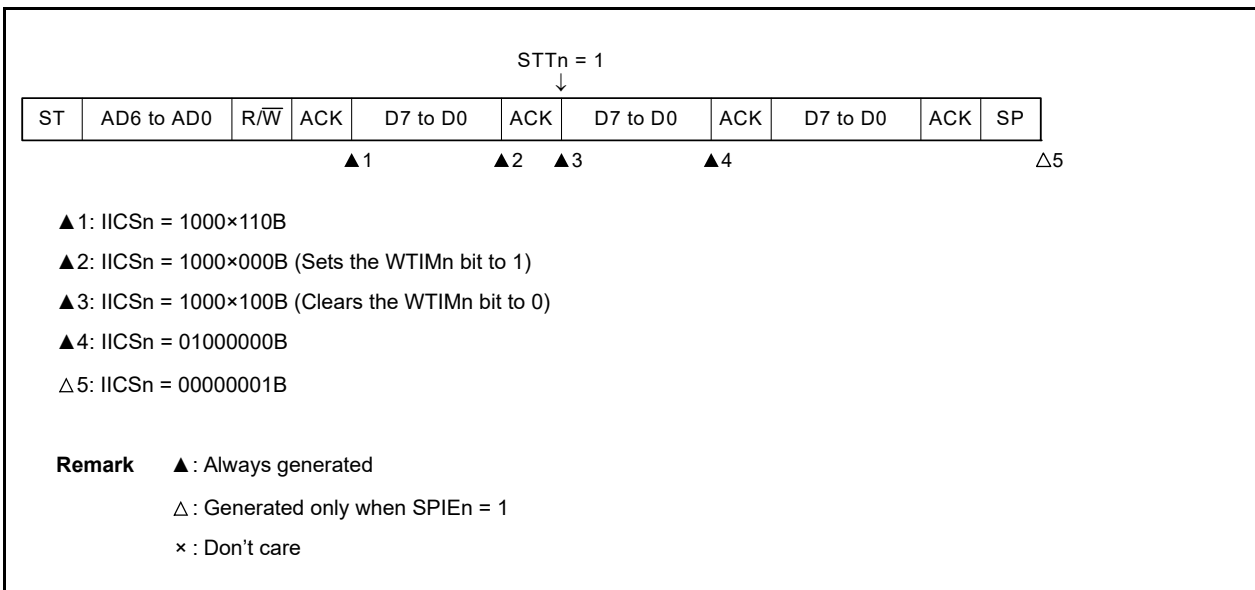 STTn = 1
↓
ST AD6 to AD0 R/W̅ ACK D7 to D0 ACK D7 to D0 ACK D7 to D0 ACK SP
▲1 ▲2 ▲3 ▲4 △5
▲1: IICSn = 1000×110B
▲2: IICSn = 1000×000B (Sets the WTIMn bit to 1)
▲3: IICSn = 1000×100B (Clears the WTIMn bit to 0)
▲4: IICSn = 01000000B
△5: IICSn = 00000001B
Remark ▲: Always generated
△: Generated only when SPIEn = 1
×: Don't care